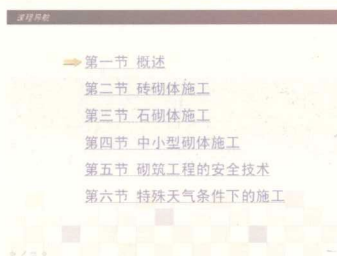 课程导航
第一节 概述
第二节 砖砌体施工
第三节 石砌体施工
第四节 中小型砌体施工
第五节 砌筑工程的安全技术
第六节 特殊天气条件下的施工